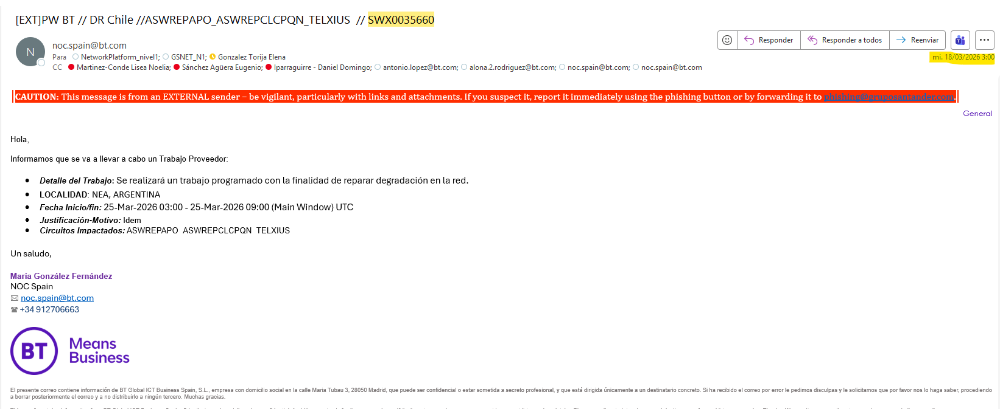 [EXT]PW BT // DR Chile //ASWREPAPO_ASWREPCLCPQN_TELXIUS // SWX0035660
Responder
Responder a todos
Reenviar
N
noc.spain@bt.com
mi. 18/03/2026 3:00
Para NetworkPlatform_nivel1; GSNET_N1; Gonzalez Torija Elena
CC Martinez-Conde Lisea Noelia; Sánchez Agüera Eugenio; Iparraguirre - Daniel Domingo; antonio.lopez@bt.com; alona.2.rodriguez@bt.com; noc.spain@bt.com; noc.spain@bt.com
CAUTION: This message is from an EXTERNAL sender – be vigilant, particularly with links and attachments. If you suspect it, report it immediately using the phishing button or by forwarding it to phishing@gruposantander.com.
General
Hola,
Informamos que se va a llevar a cabo un Trabajo Proveedor:
• Detalle del Trabajo: Se realizará un trabajo programado con la finalidad de reparar degradación en la red.
• LOCALIDAD: NEA, ARGENTINA
• Fecha Inicio/fin: 25-Mar-2026 03:00 - 25-Mar-2026 09:00 (Main Window) UTC
• Justificación-Motivo: Idem
• Circuitos Impactados: ASWREPAPO_ASWREPCLCPQN_TELXIUS
Un saludo,
María González Fernández
NOC Spain
noc.spain@bt.com
+34 912706663
BT Means
Business
El presente correo contiene información de BT Global ICT Business Spain, S.L., empresa con domicilio social en la calle Maria Tubau 3, 28050 Madrid, que puede ser confidencial o estar sometida a secreto profesional, y que está dirigida únicamente a un destinatario concreto. Si ha recibido el correo por error le pedimos disculpas y le solicitamos que por favor nos lo haga saber, procediendo
a borrar posteriormente el correo y a no distribuirlo a ningún tercero. Muchas gracias.